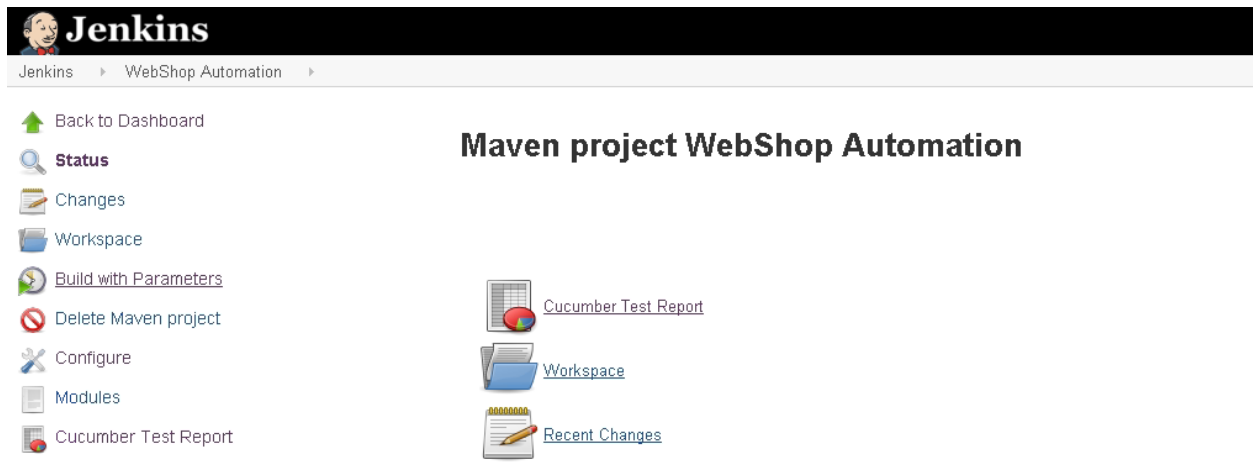 Jenkins
Jenkins WebShop Automation
Back to Dashboard
Status
Changes
Workspace
Build with Parameters
Delete Maven project
Configure
Modules
Cucumber Test Report
Maven project WebShop Automation
Cucumber Test Report
Workspace
Recent Changes